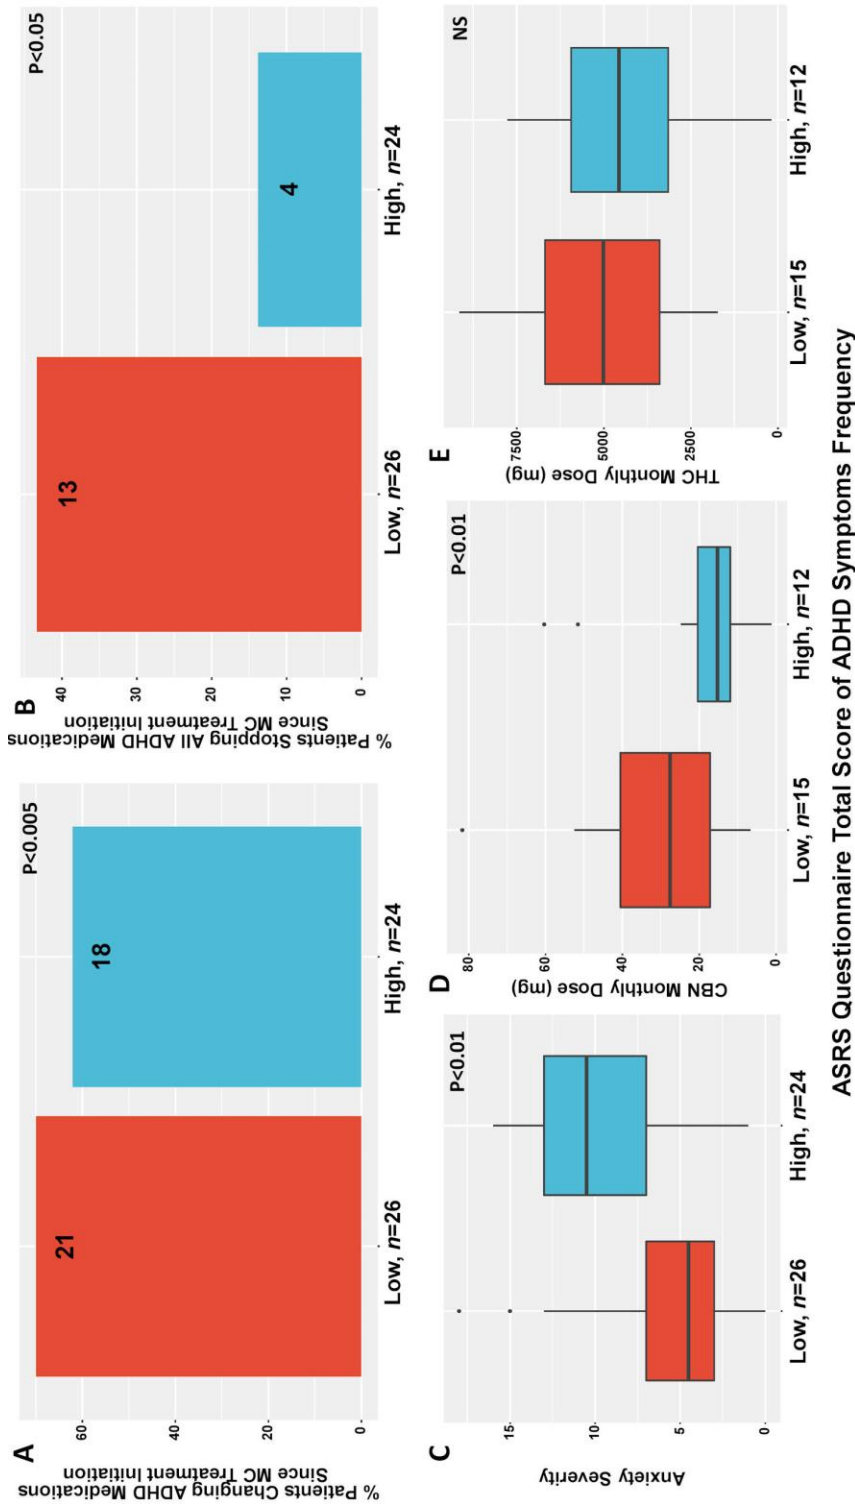 A
% Patients Changing ADHD Medications
Since MC Treatment Initiation
60
40
20
0
P<0.005
21
18
Low, n=26
High, n=24
B
% Patients Stopping All ADHD Medications
Since MC Treatment Initiation
40
30
20
10
0
P<0.05
13
4
Low, n=26
High, n=24
C
Anxiety Severity
15
10
5
0
P<0.01
Low, n=26
High, n=24
D
CBN Monthly Dose (mg)
80
60
40
20
0
P<0.01
Low, n=15
High, n=12
E
THC Monthly Dose (mg)
7500
5000
2500
0
NS
Low, n=15
High, n=12
ASRS Questionnaire Total Score of ADHD Symptoms Frequency